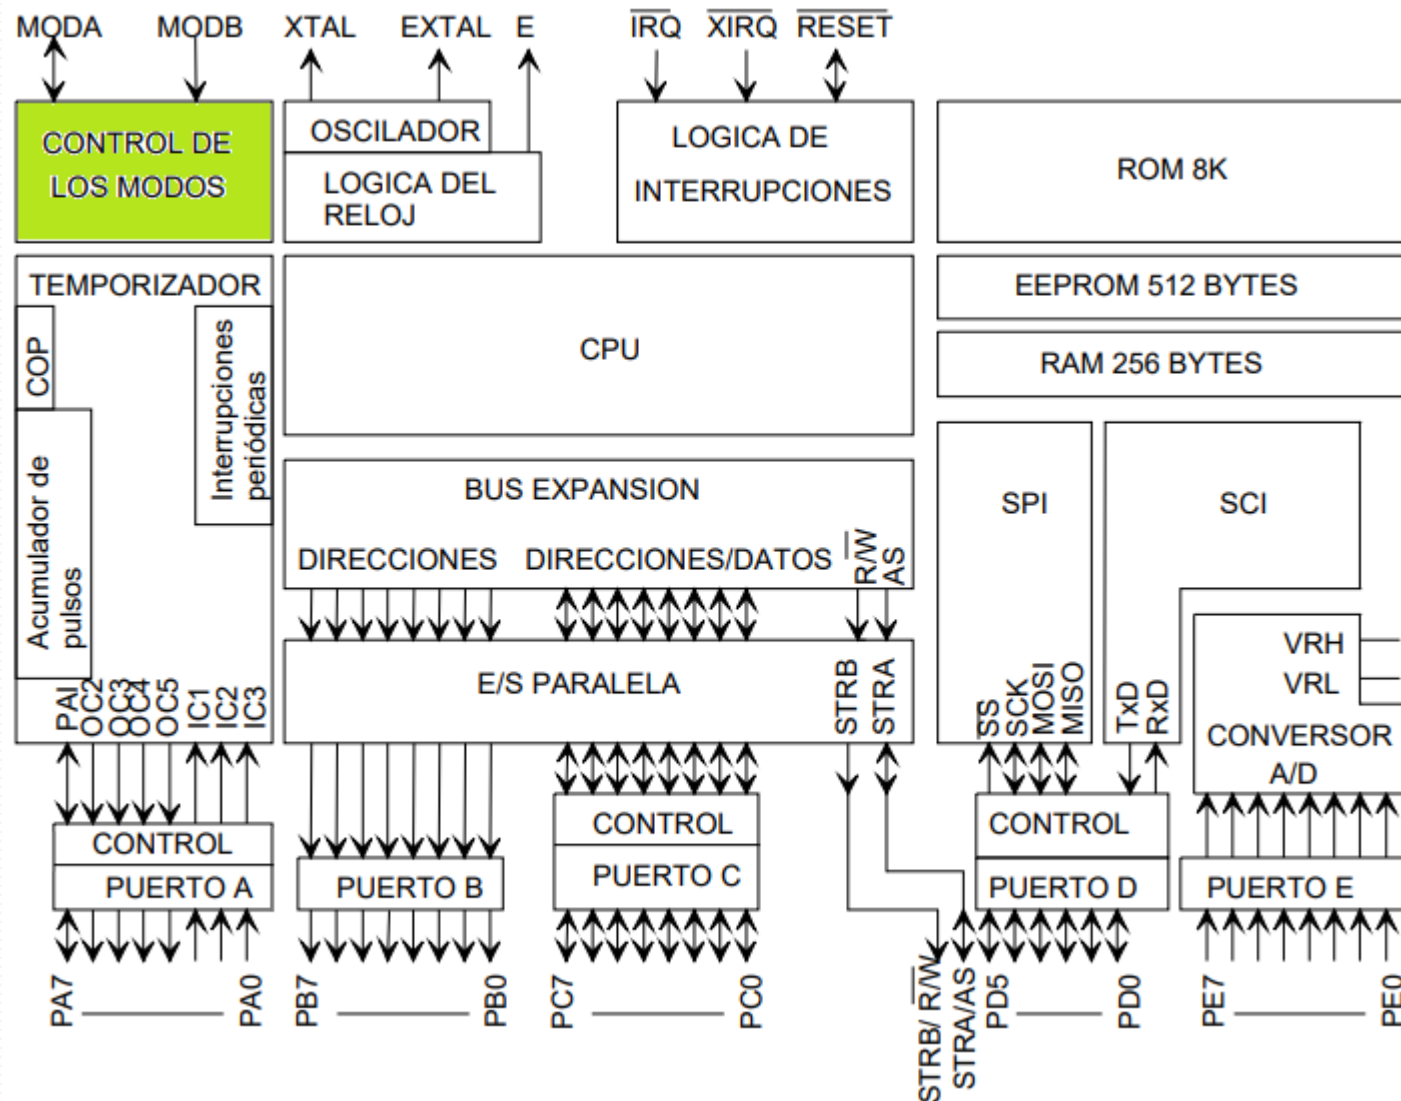 MODA MODB XTAL EXTAL E IRQ XIRQ RESET
CONTROL DE
LOS MODOS
OSCILADOR
LOGICA DEL
RELOJ
LOGICA DE
INTERRUPCIONES
ROM 8K
TEMPORIZADOR
COP
Interrupciones
periódicas
Acumulador de
pulsos
CPU
EEPROM 512 BYTES
RAM 256 BYTES
BUS EXPANSION
DIRECCIONES DIRECCIONES/DATOS R/W AS
SPI
SCI
E/S PARALELA
STRB STRA
PAI OC2 OC3 OC4 OC5 IC1 IC2 IC3
SS SCK MOSI MISO
TxD RxD
VRH
VRL
CONVERSOR
A/D
CONTROL
PUERTO A
PUERTO B
CONTROL
PUERTO C
CONTROL
PUERTO D
PUERTO E
PA7 PA0
PB7 PB0
PC7 PC0
STRB/ R/W
STRA/AS
PD5 PD0
PE7 PE0